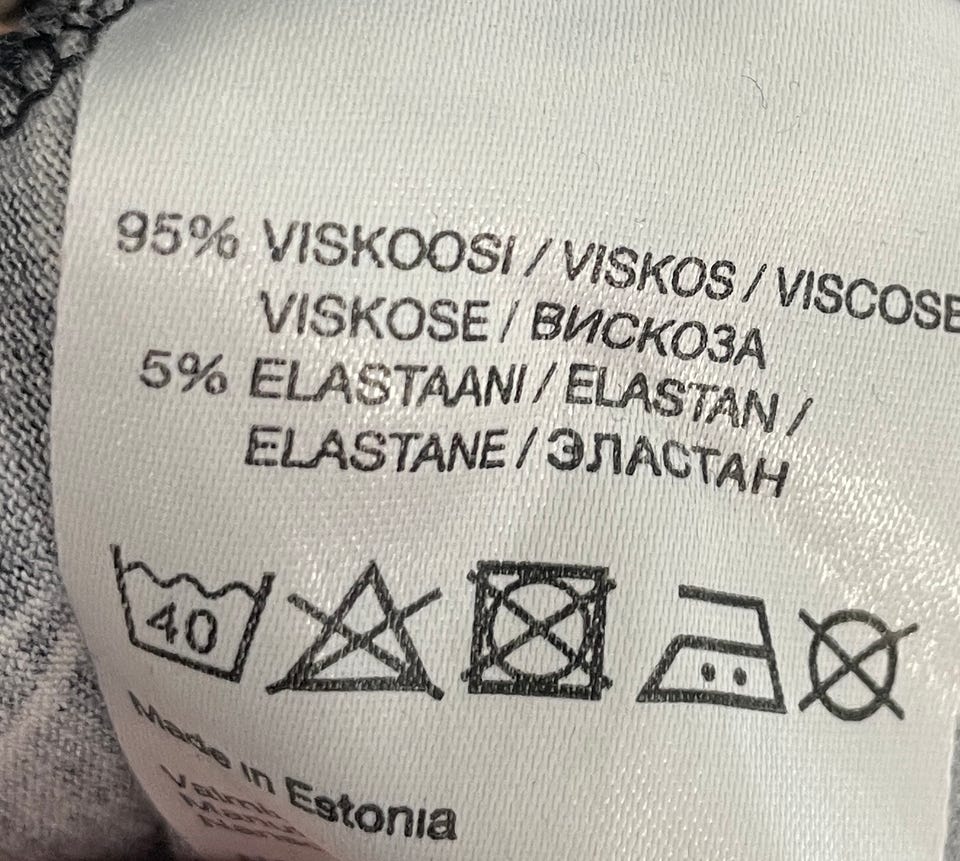 95% VISKOOSI / VISKOS / VISCOSE
VISKOSE / ВИСКОЗА
5% ELASTAANI / ELASTAN /
ELASTANE / ЭЛАСТАН
40
Made in Estonia